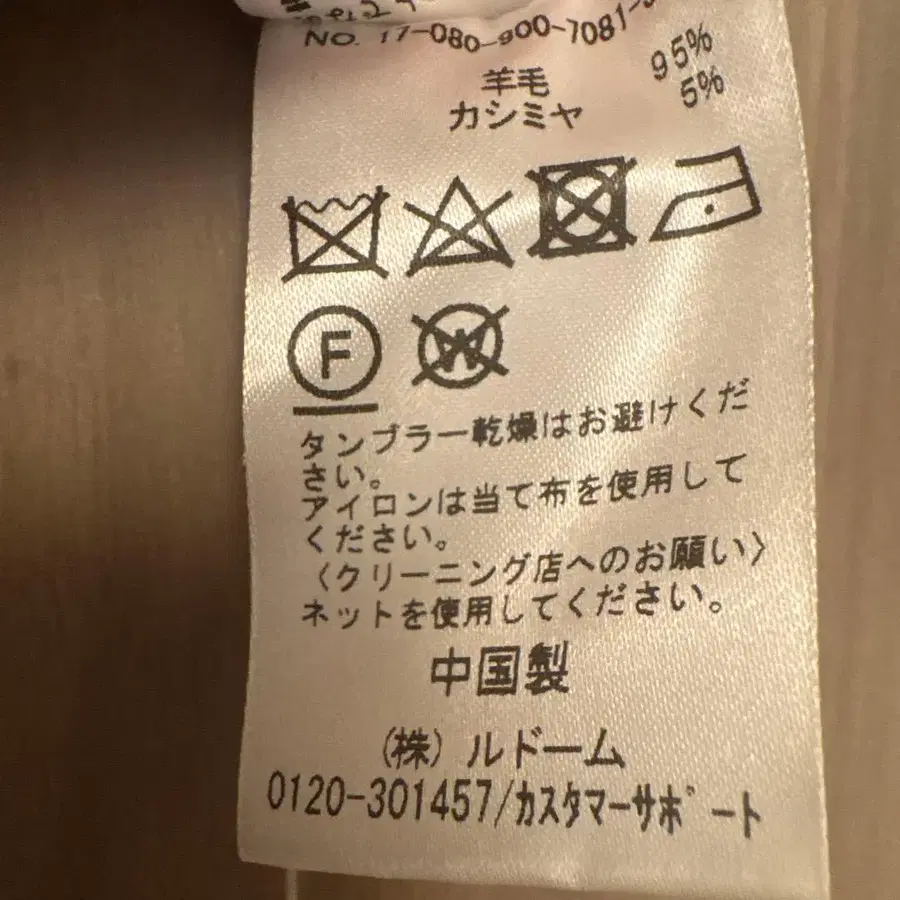 NO. 17-080-900-7081-
羊毛 95%
カシミヤ 5%
F W
タンブラー乾燥はお避けくだ
さい。
アイロンは当て布を使用して
ください。
〈クリーニング店へのお願い〉
ネットを使用してください。
中国製
(株) ルドーム
0120-301457/カスタマーサポート